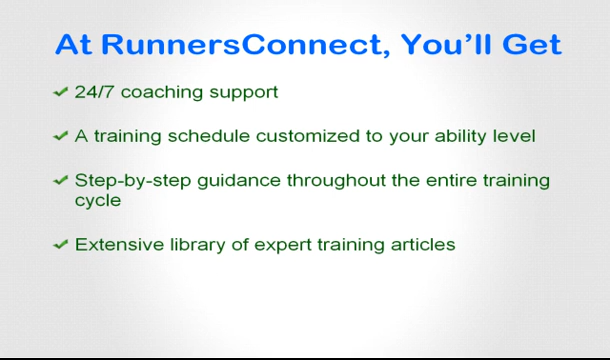 At RunnersConnect, You’ll Get
24/7 coaching support
A training schedule customized to your ability level
Step-by-step guidance throughout the entire training
cycle
Extensive library of expert training articles